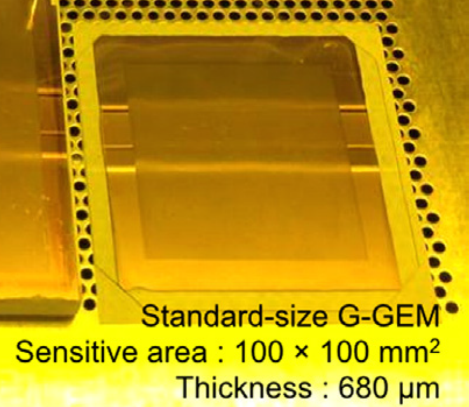 Standard-size G-GEM
Sensitive area : 100 × 100 mm²
Thickness : 680 μm